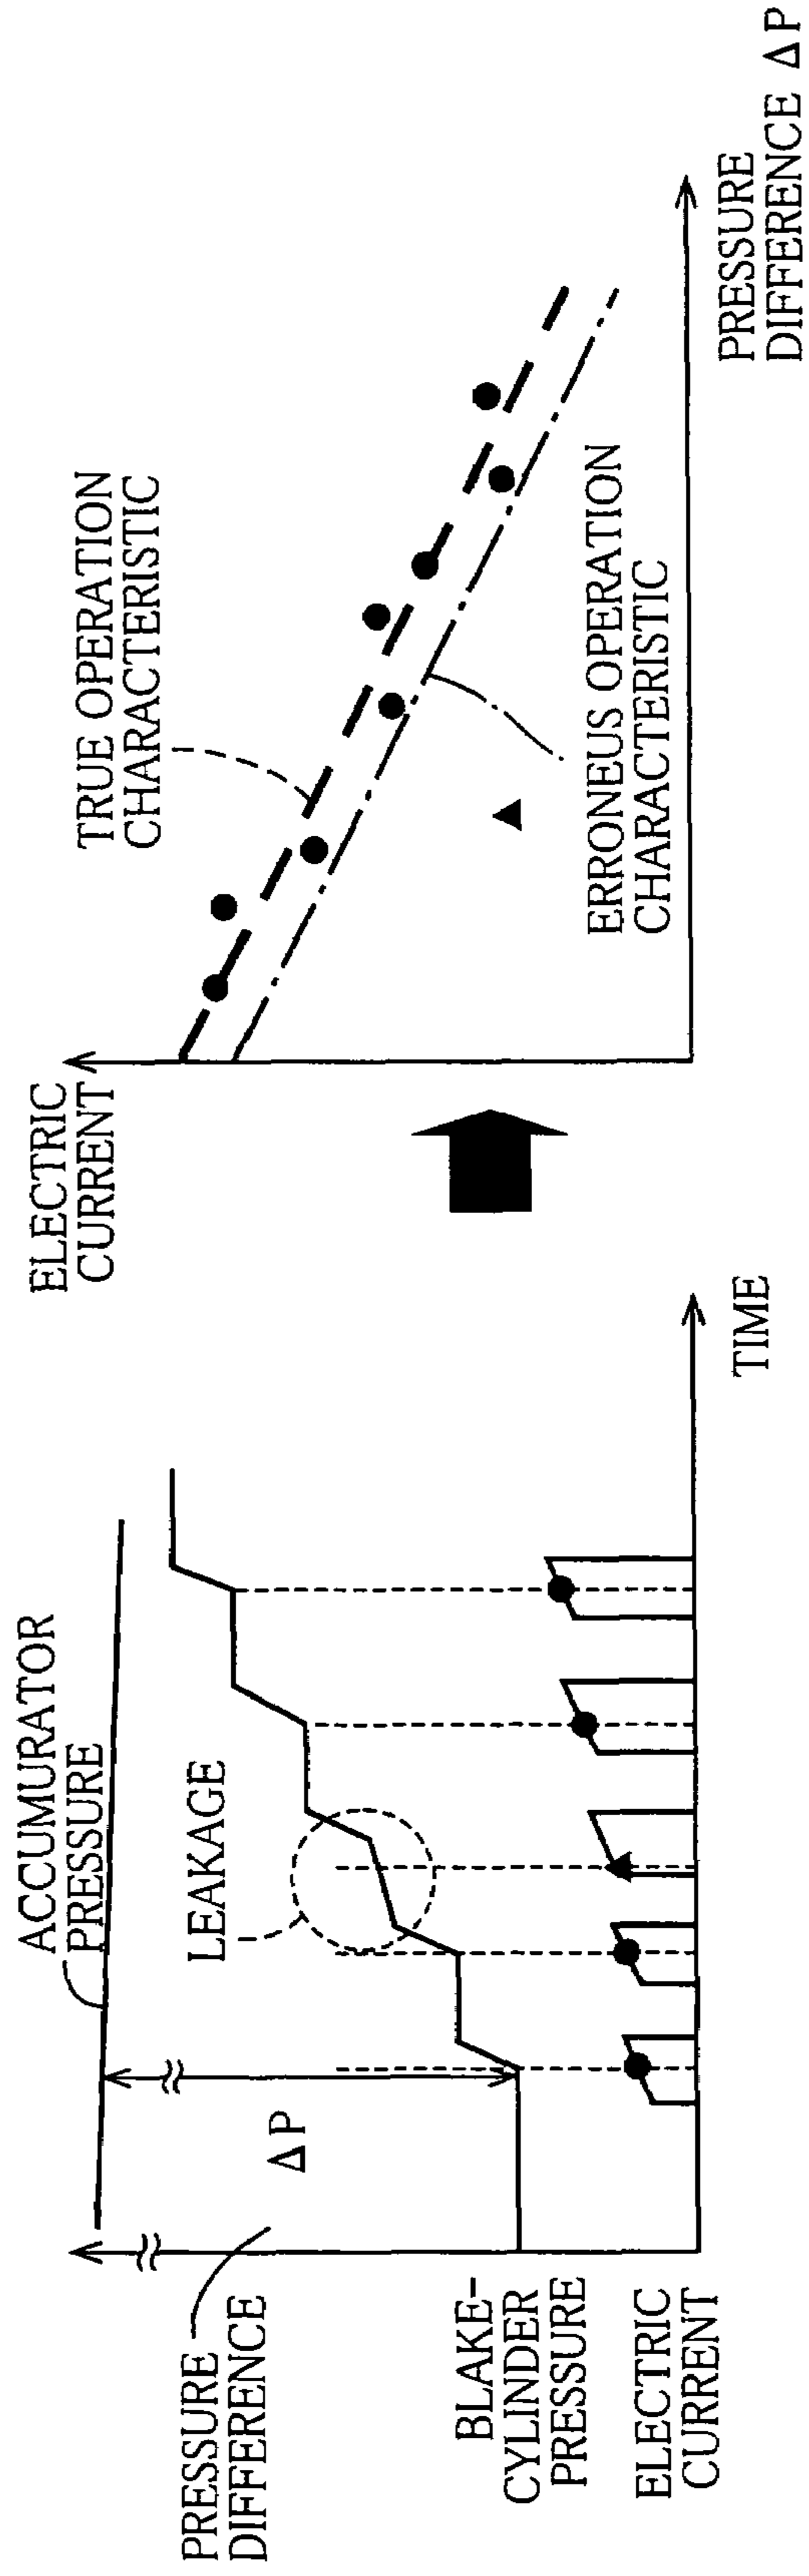 PRESSURE
DIFFERENCE
ΔP
ACCUMURATOR
PRESSURE
LEAKAGE
BLAKE-
CYLINDER
PRESSURE
ELECTRIC
CURRENT
TIME
ELECTRIC
CURRENT
TRUE OPERATION
CHARACTERISTIC
ERRONEUS OPERATION
CHARACTERISTIC
PRESSURE
DIFFERENCE ΔP